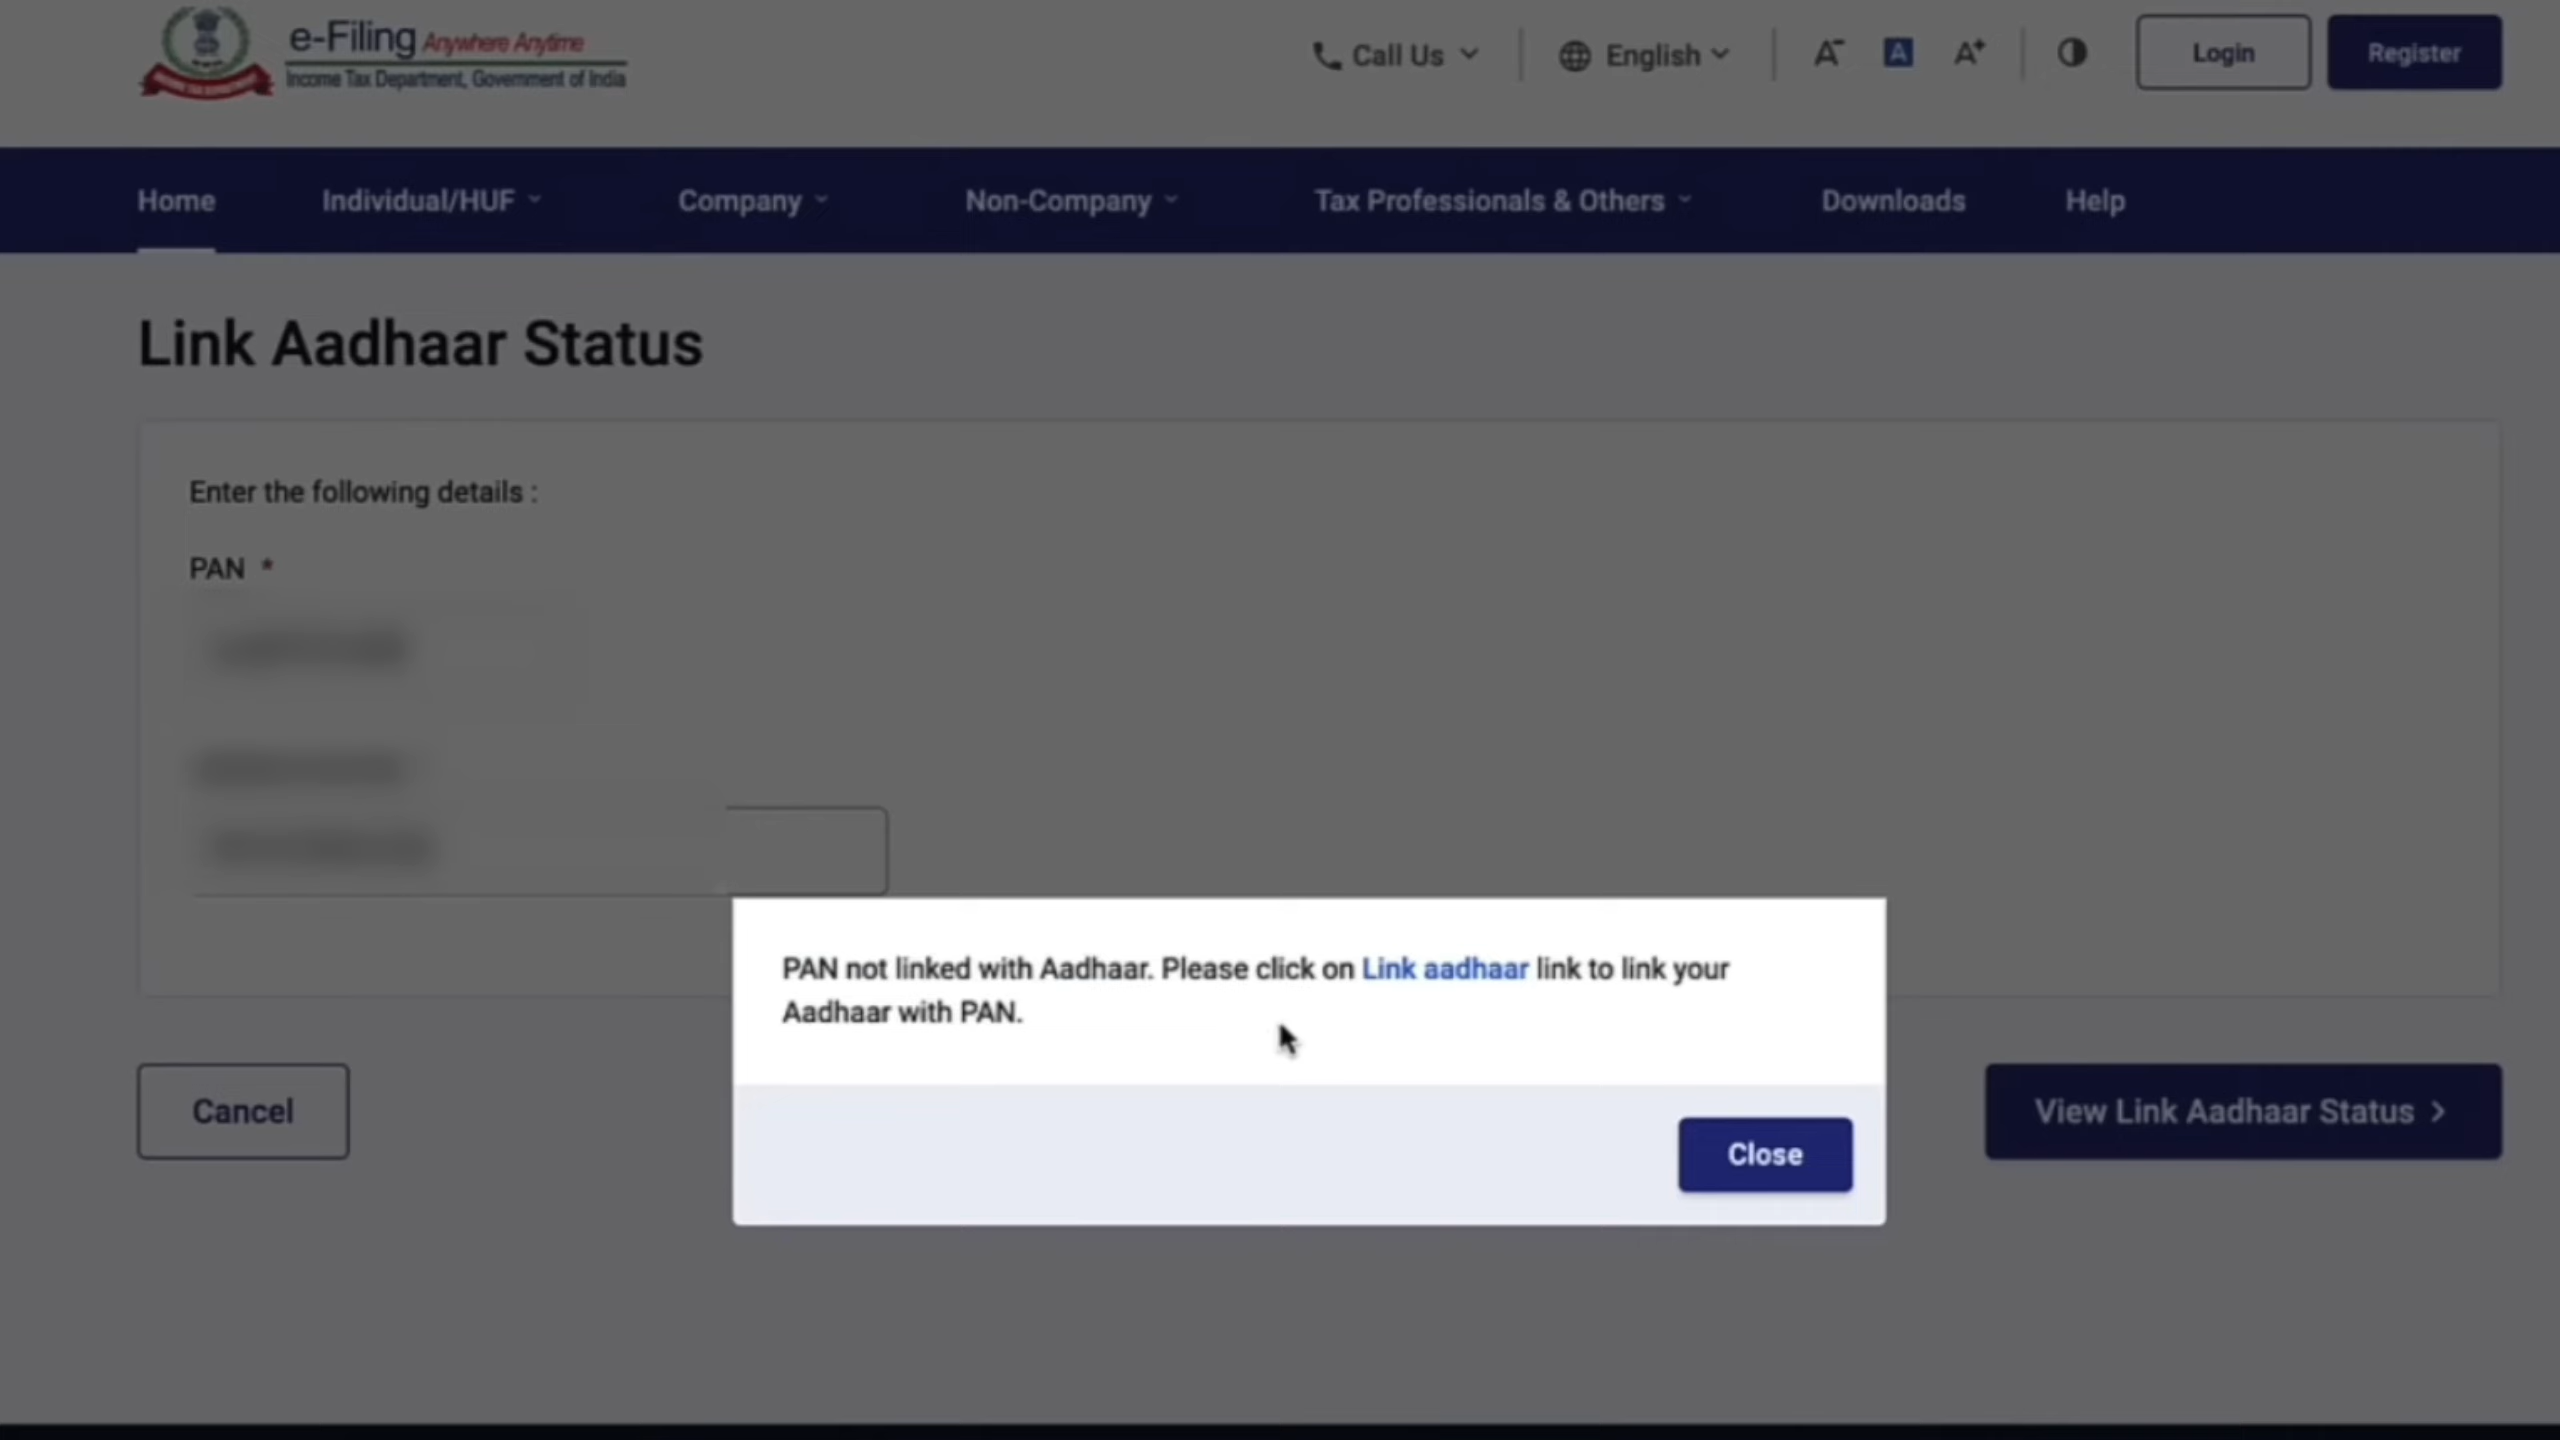 e-Filing Anywhere Anytime
Income Tax Department, Government of India
Call Us
English
A-
A
A+
Login
Register
Home
Individual/HUF
Company
Non-Company
Tax Professionals & Others
Downloads
Help
Link Aadhaar Status
Enter the following details :
PAN *
PAN not linked with Aadhaar. Please click on Link aadhaar link to link your
Aadhaar with PAN.
Close
Cancel
View Link Aadhaar Status >